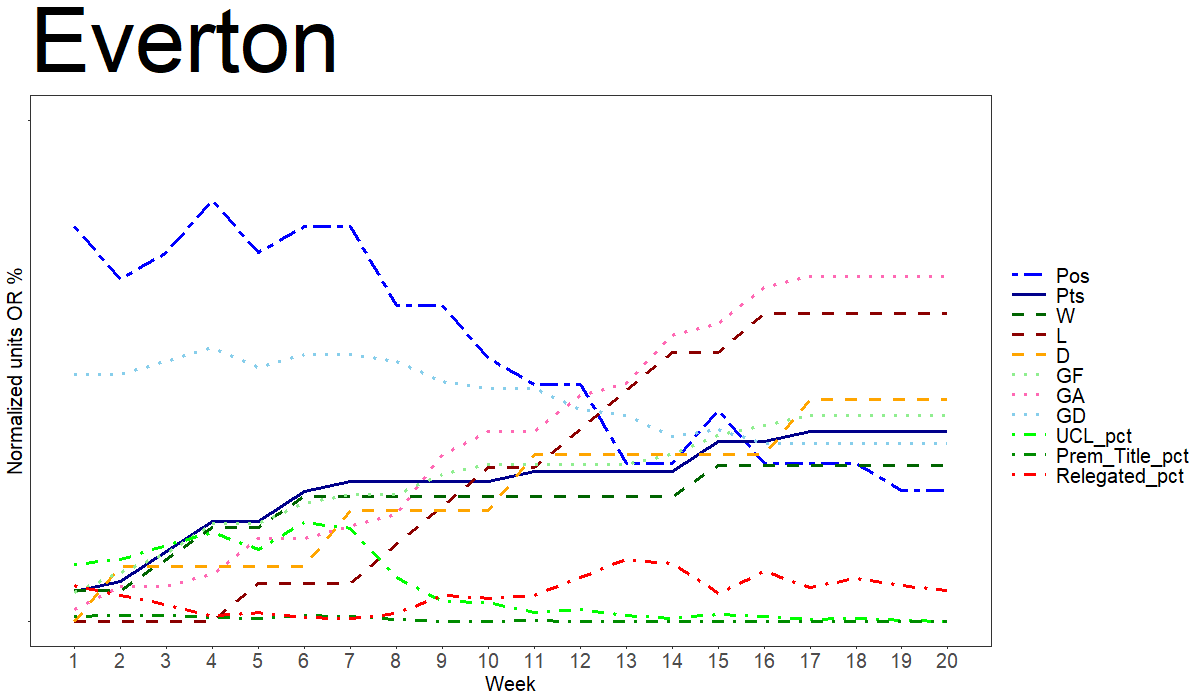 Everton
Normalized units OR %
1 2 3 4 5 6 7 8 9 10 11 12 13 14 15 16 17 18 19 20
Week
Pos
Pts
W
L
D
GF
GA
GD
UCL_pct
Prem_Title_pct
Relegated_pct